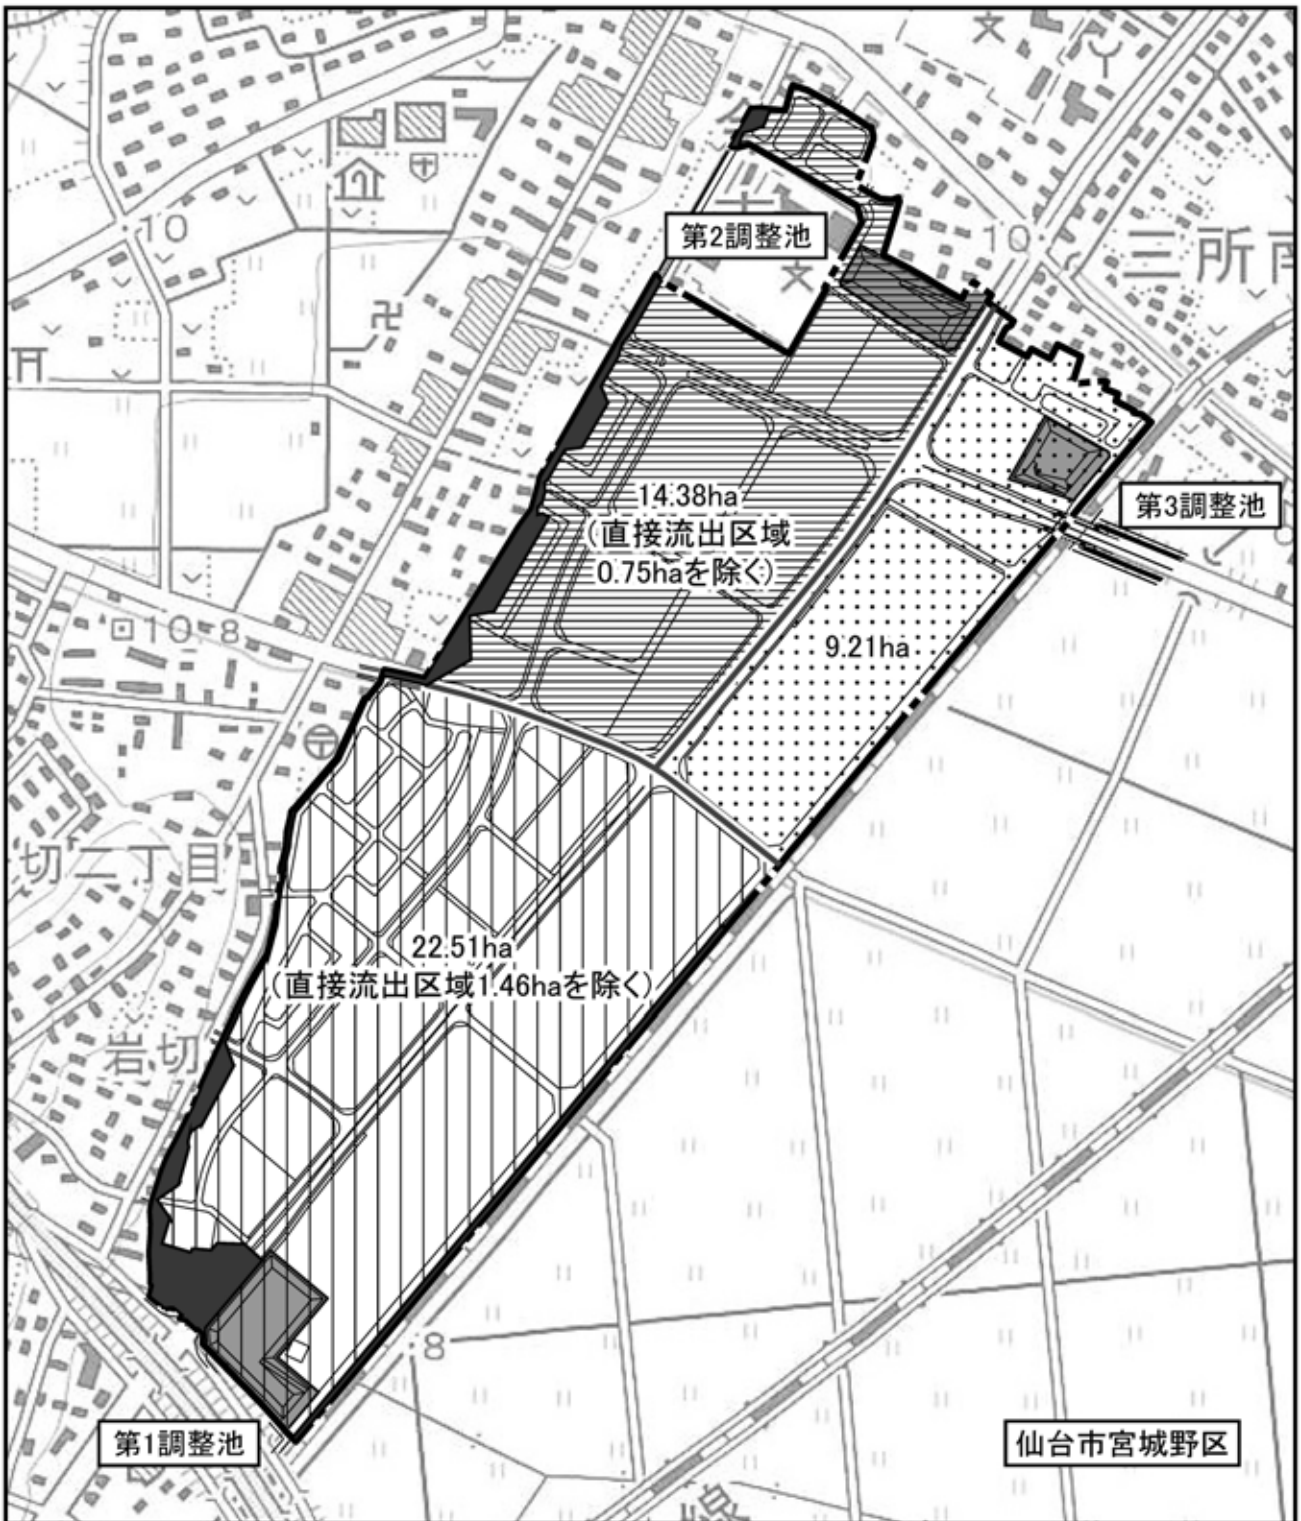 10
第2調整池
10
三所南
14.38ha
(直接流出区域
0.75haを除く)
第3調整池
10・8
9.21ha
切二丁目
22.51ha
(直接流出区域1.46haを除く)
岩切
8
第1調整池
仙台市宮城野区
線